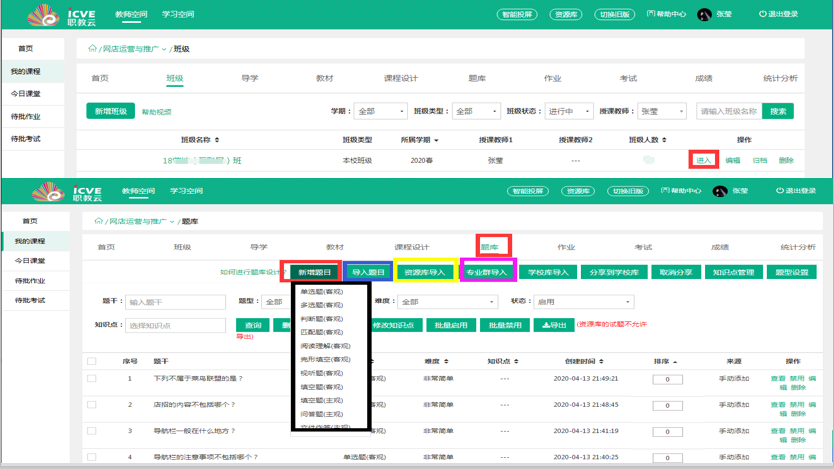 ICVE 职教云 教师空间 学习空间 智能投屏 资源库 切换旧版 帮助中心 张莹 退出登录
首页
我的课程
今日课堂
待批作业
待批考试
/ 网店运营与推广 / 班级
首页 班级 导学 教材 课程设计 题库 作业 考试 成绩 统计分析
新增班级 帮助视频 学期： 全部 班级类型： 全部 班级状态： 进行中 授课教师： 张莹 请输入班级名称 搜索
班级名称 班级类型 所属学期 授课教师1 授课教师2 班级人数 操作
班 本校班级 2020春 张莹 --- 进入 编辑 归档 删除
ICVE 职教云 教师空间 学习空间 智能投屏 资源库 切换旧版 帮助中心 张莹 退出登录
首页
我的课程
今日课堂
待批作业
待批考试
/ 网店运营与推广 / 题库
首页 班级 导学 教材 课程设计 题库 作业 考试 成绩 统计分析
如何进行题库设计？ 新增题目 导入题目 资源库导入 专业群导入 学校库导入 分享到学校库 取消分享 知识点管理 题型设置
题干： 输入题干 题型： 全部 难度： 全部 状态： 启用
知识点： 选择知识点 查询 修改知识点 批量启用 批量禁用 导出 (资源库的试题不允许
导出)
单选题(客观)
多选题(客观)
判断题(客观)
匹配题(客观)
阅读理解(客观)
完形填空(客观)
视听题(客观)
填空题(客观)
填空题(主观)
问答题(主观)
序号 题干 难度 知识点 创建时间 排序 来源 操作
1 下列不属于乘鸟联盟的是？ 非常简单 --- 2020-04-13 21:49:21 0 手动添加 查看 禁用 编辑 删除
2 店招的内容不包括哪个？ 非常简单 --- 2020-04-13 21:48:45 0 手动添加 查看 禁用 编辑 删除
3 导航栏一般在什么地方？ 非常简单 --- 2020-04-13 21:41:19 0 手动添加 查看 禁用 编辑 删除
4 导航栏的注意事项不包括哪个？ 单选题(客观) 非常简单 --- 2020-04-13 21:40:25 0 手动添加 查看 禁用 编